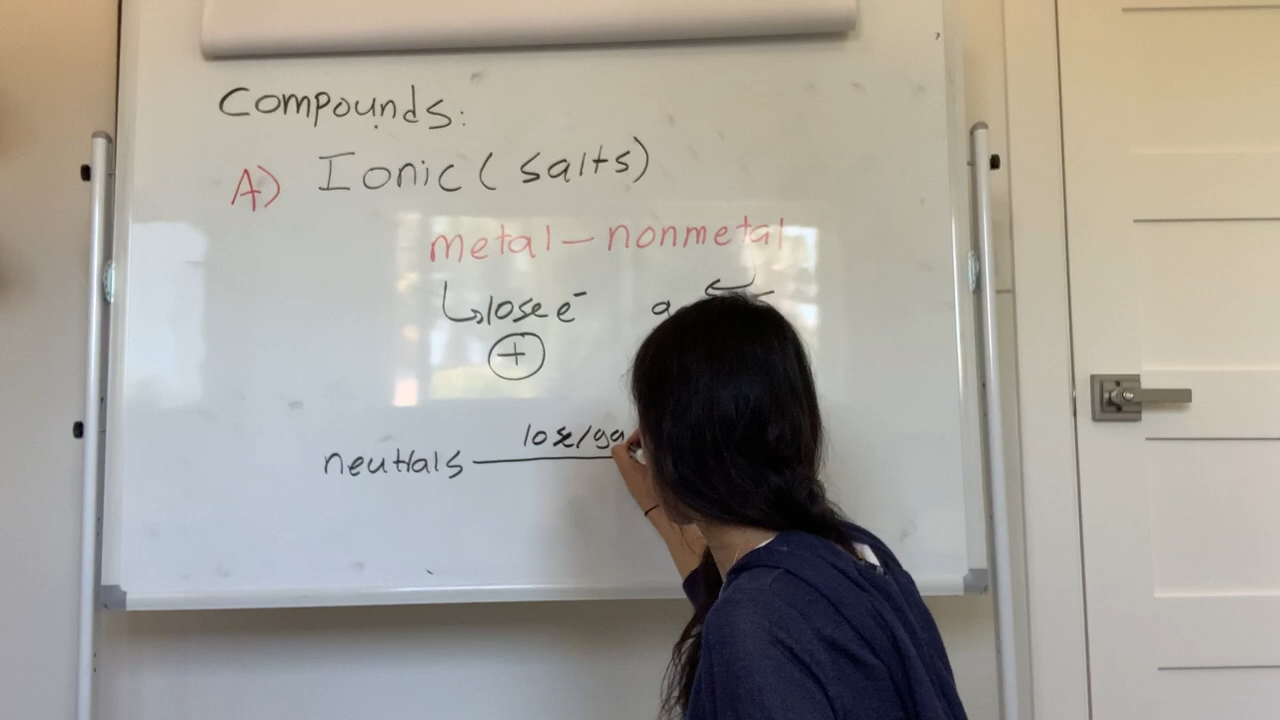 Compounds:
A) Ionic (salts)
metal - nonmetal
lose e⁻
+
lose/ga
neutrals